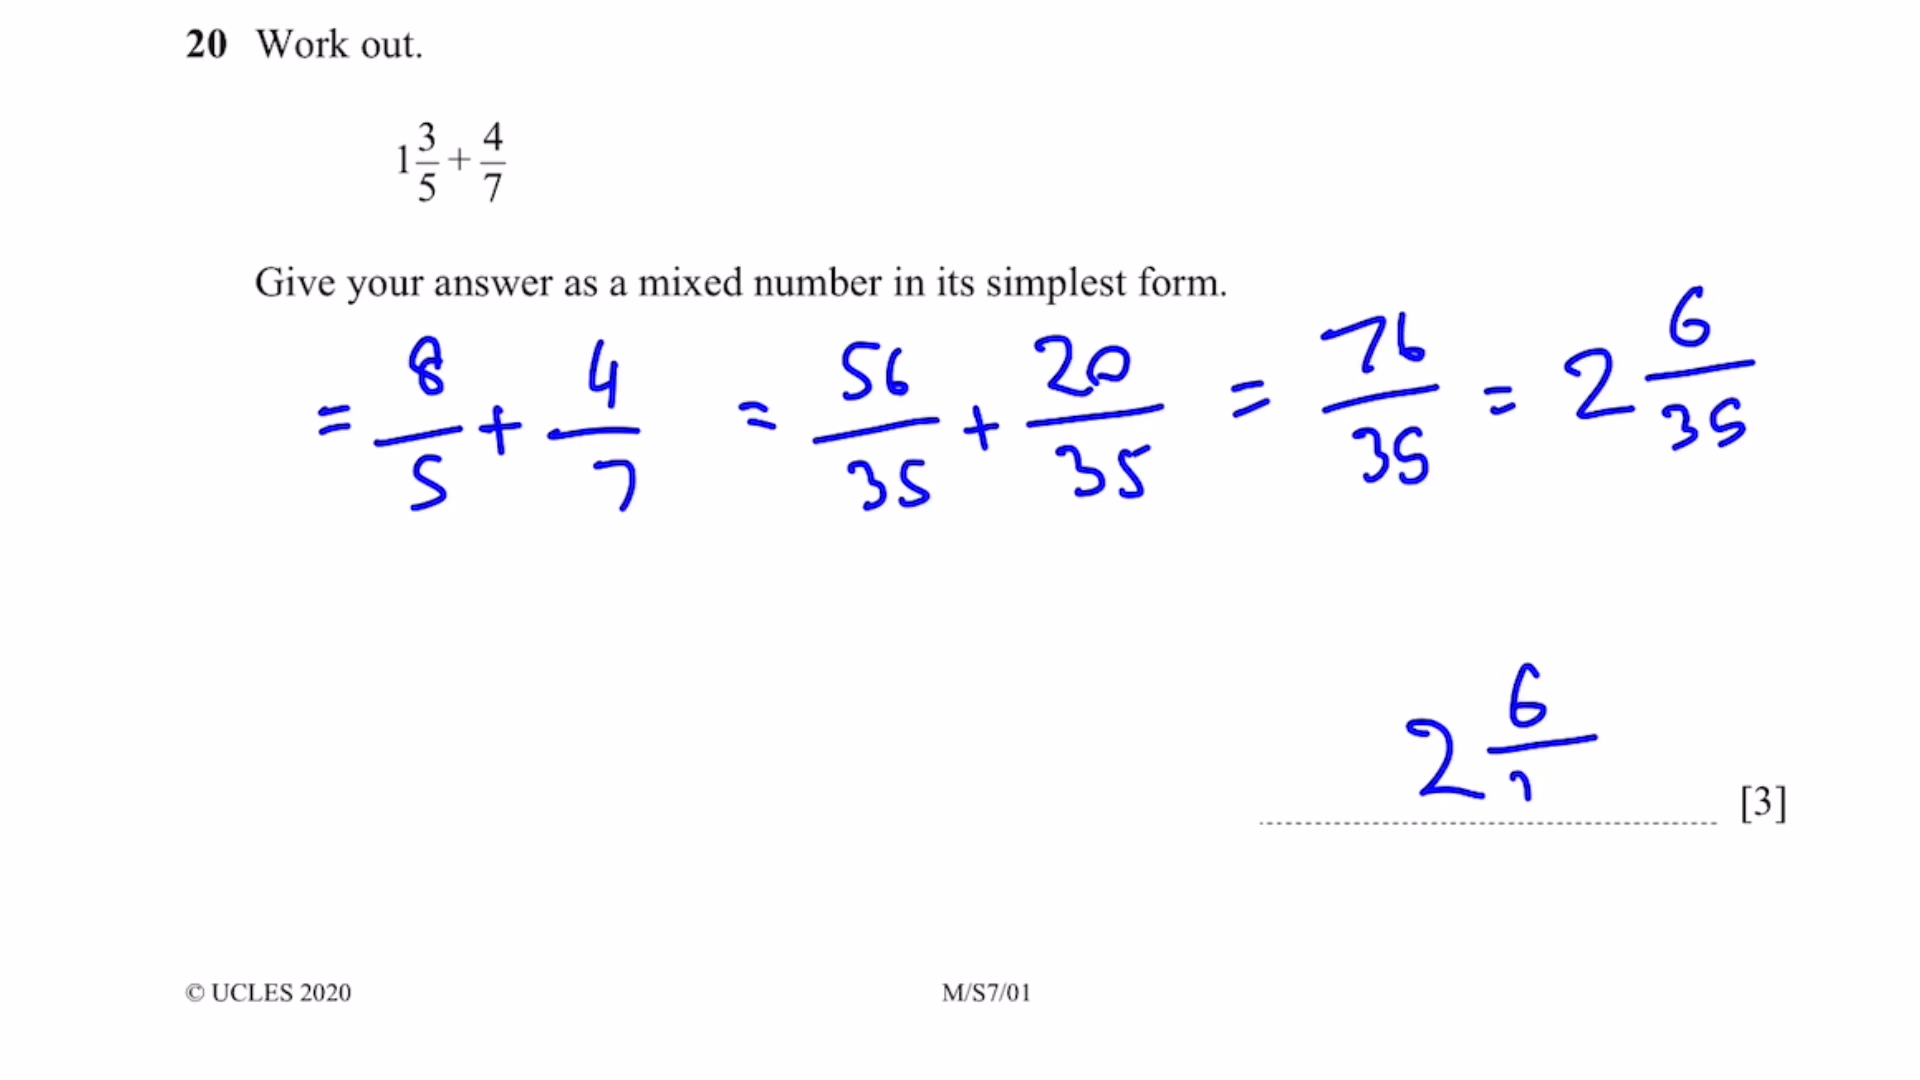 20 Work out.
1 3/5 + 4/7
Give your answer as a mixed number in its simplest form.
= 8/5 + 4/7 = 56/35 + 20/35 = 76/35 = 2 6/35
2 6/
[3]
© UCLES 2020 M/S7/01